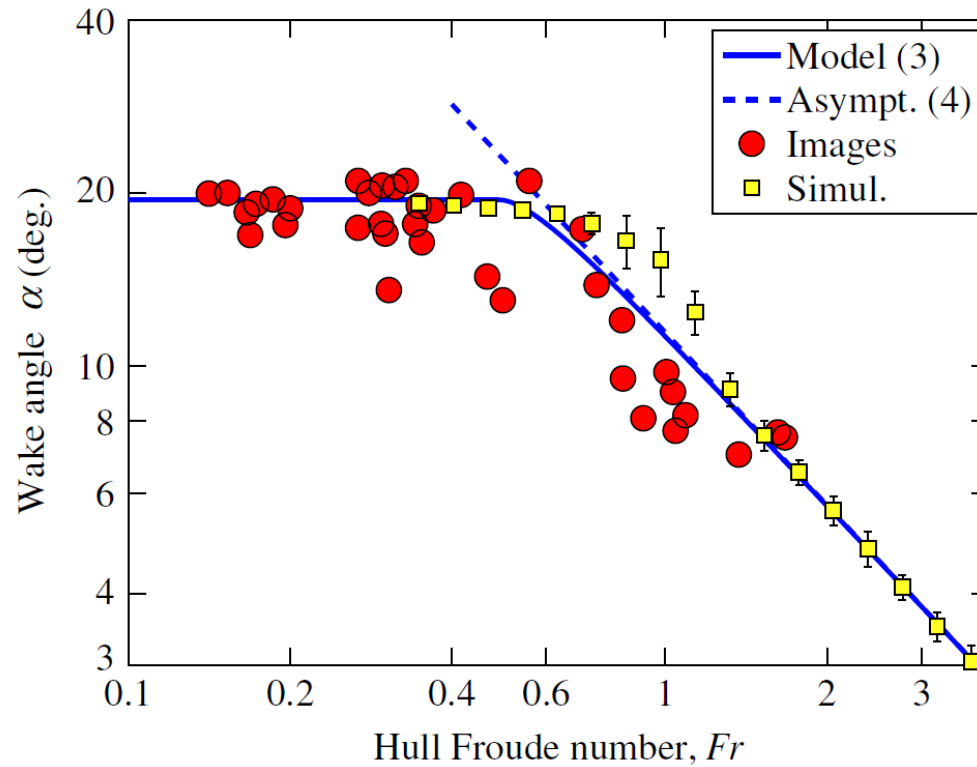 40
20
10
8
6
4
3
Wake angle α (deg.)
Model (3)
Asympt. (4)
Images
Simul.
0.1 0.2 0.4 0.6 1 2 3
Hull Froude number, Fr